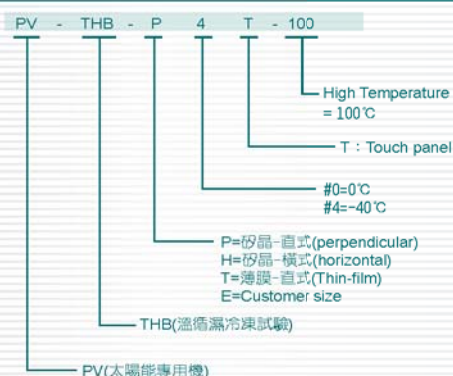 PV - THB - P 4 T - 100
High Temperature
= 100℃
T：Touch panel
#0=0℃
#4=-40℃
P=矽晶-直式(perpendicular)
H=矽晶-橫式(horizontal)
T=薄膜-直式(Thin-film)
E=Customer size
THB(溫循漏冷凍試驗)
PV(太陽能專用機)